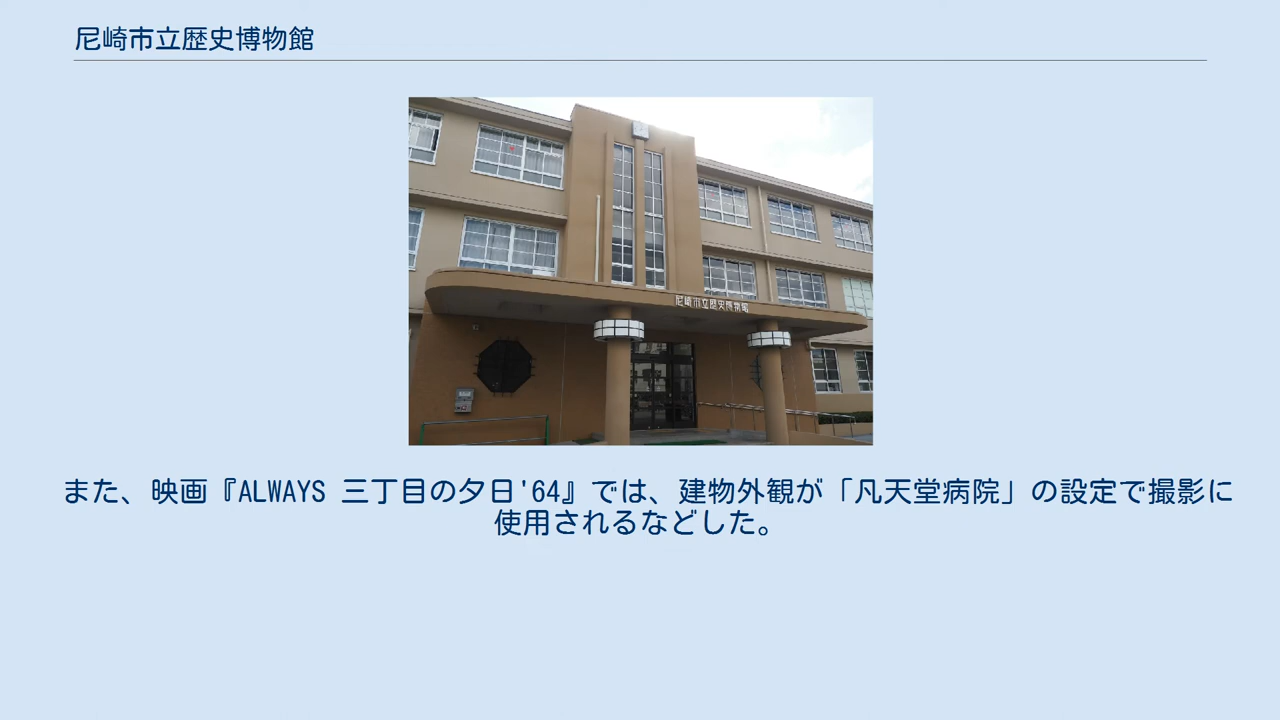 尼崎市立歴史博物館
尼崎市立歴史博物館
また、映画『ALWAYS 三丁目の夕日'64』では、建物外観が「凡天堂病院」の設定で撮影に
使用されるなどした。